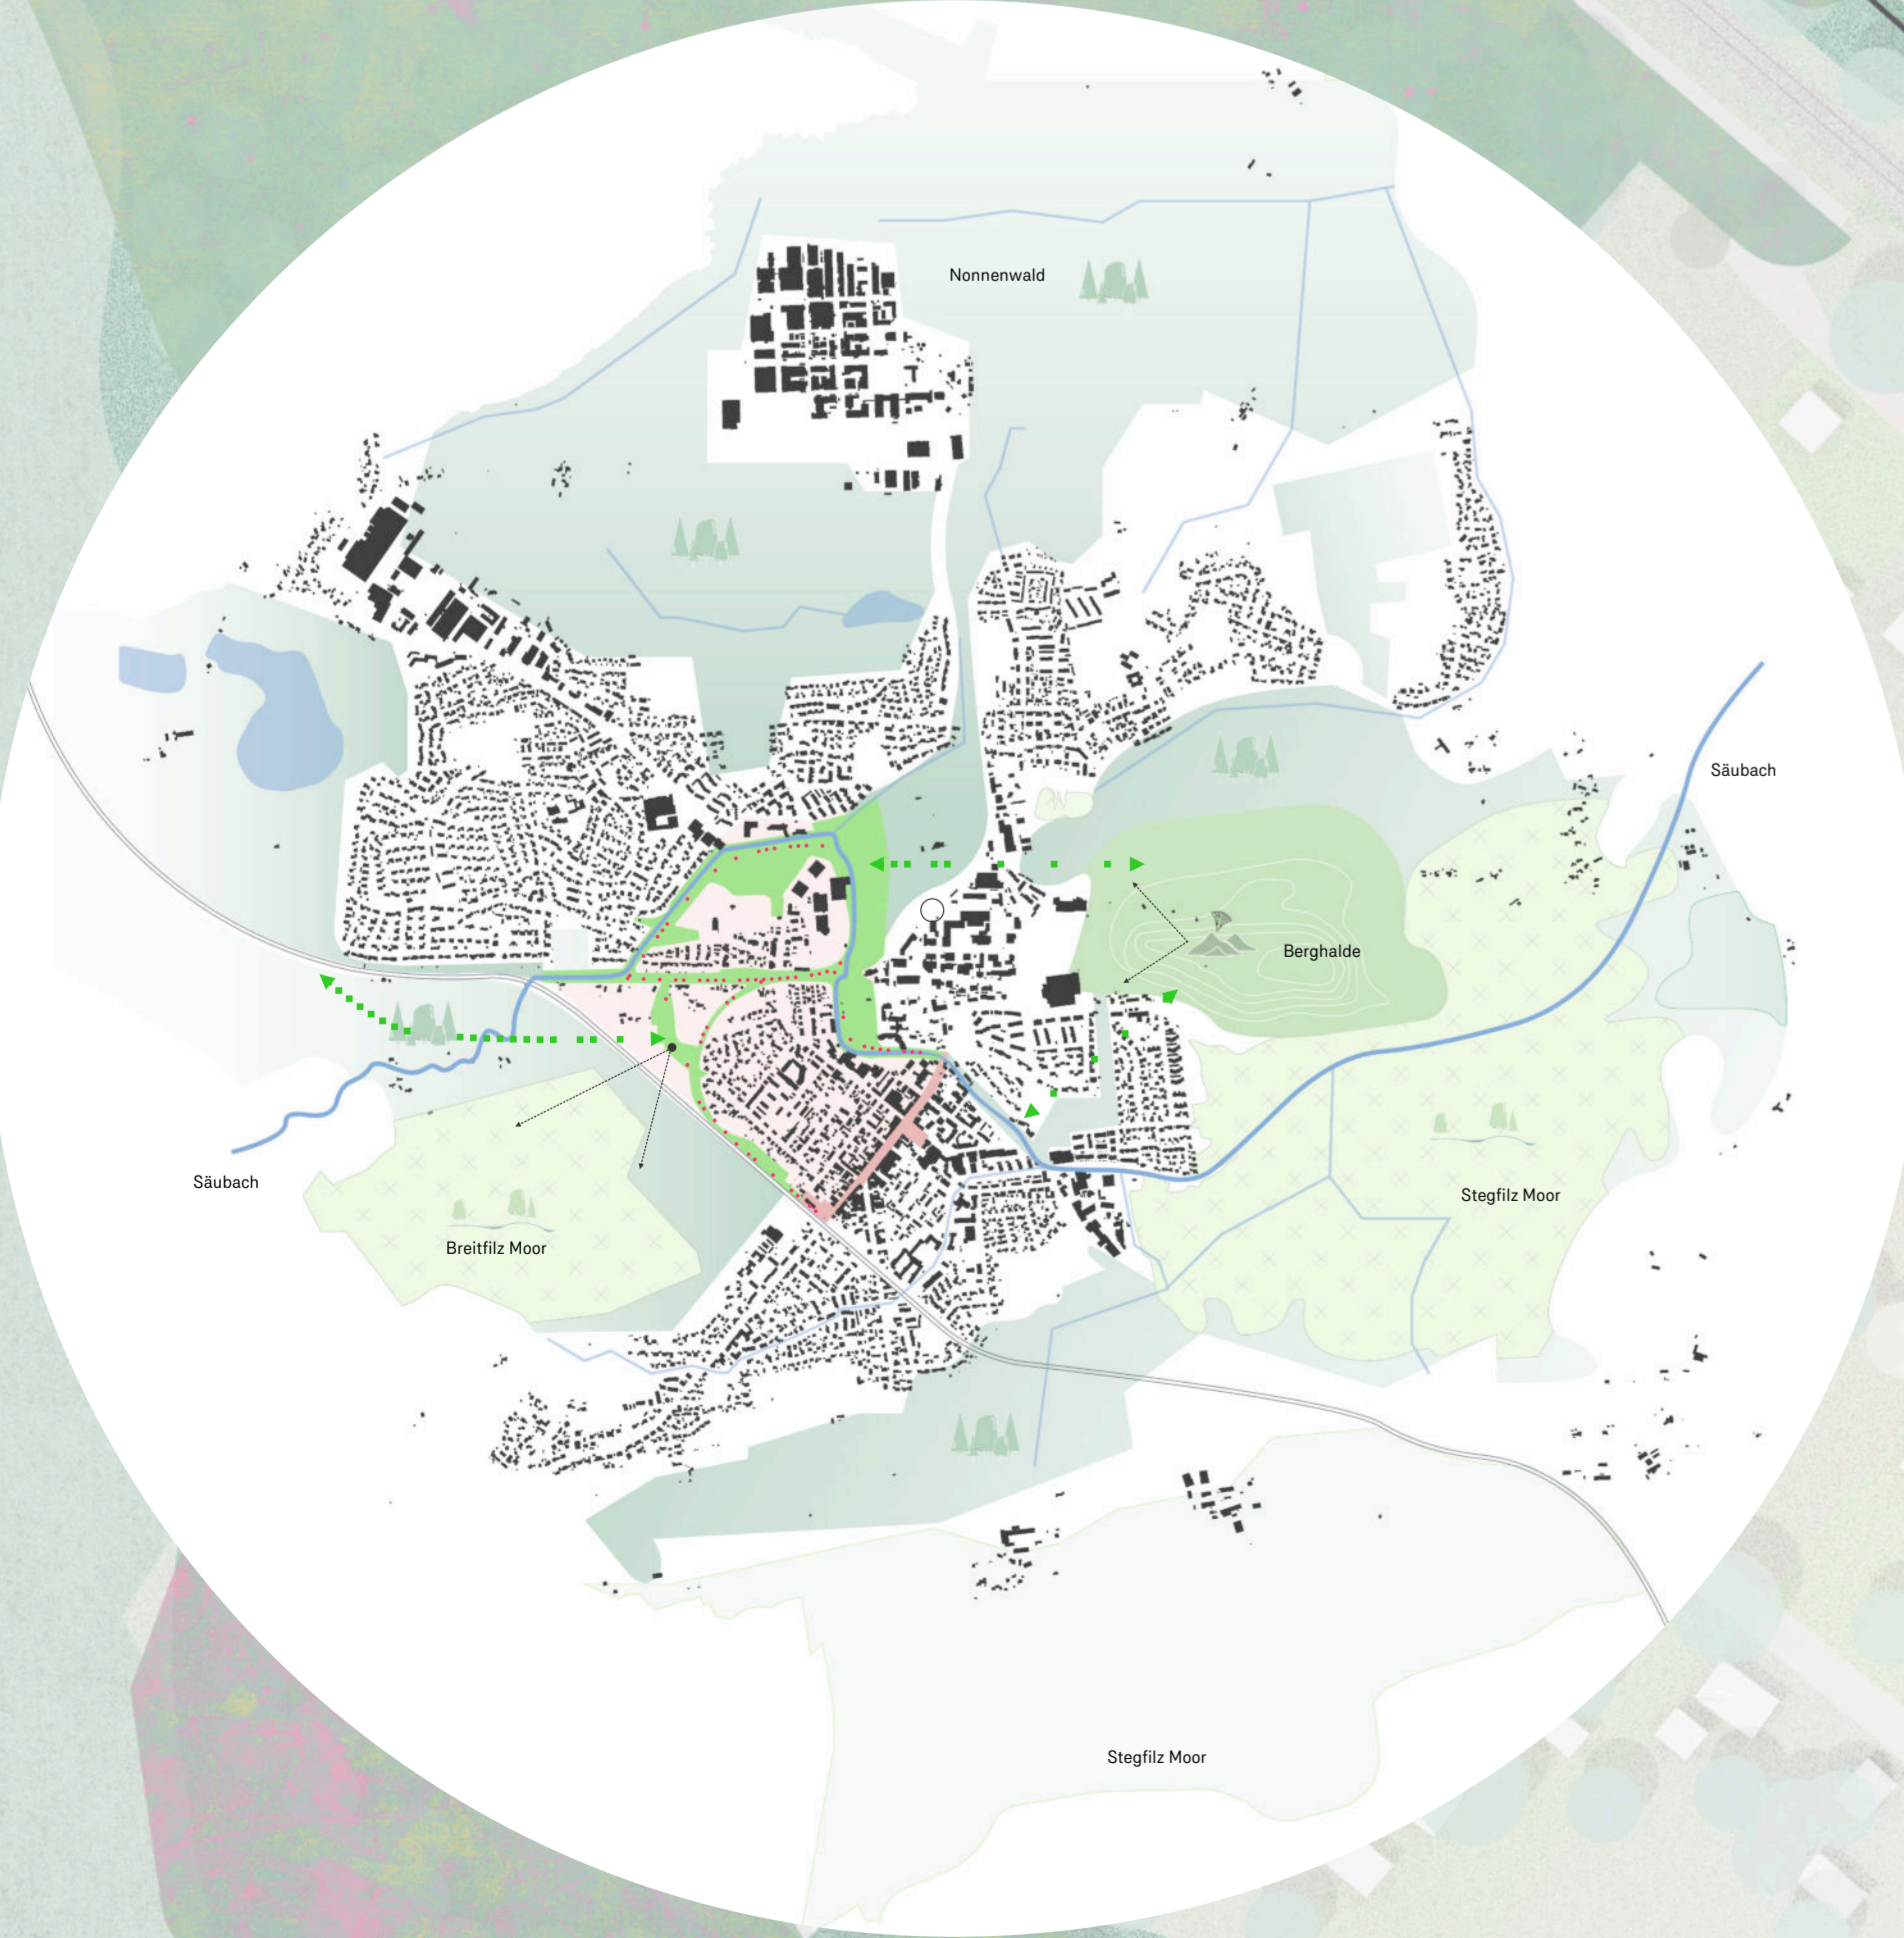 Nonnenwald
Säubach
Berghalde
Säubach
Stegfilz Moor
Breitfilz Moor
Stegfilz Moor